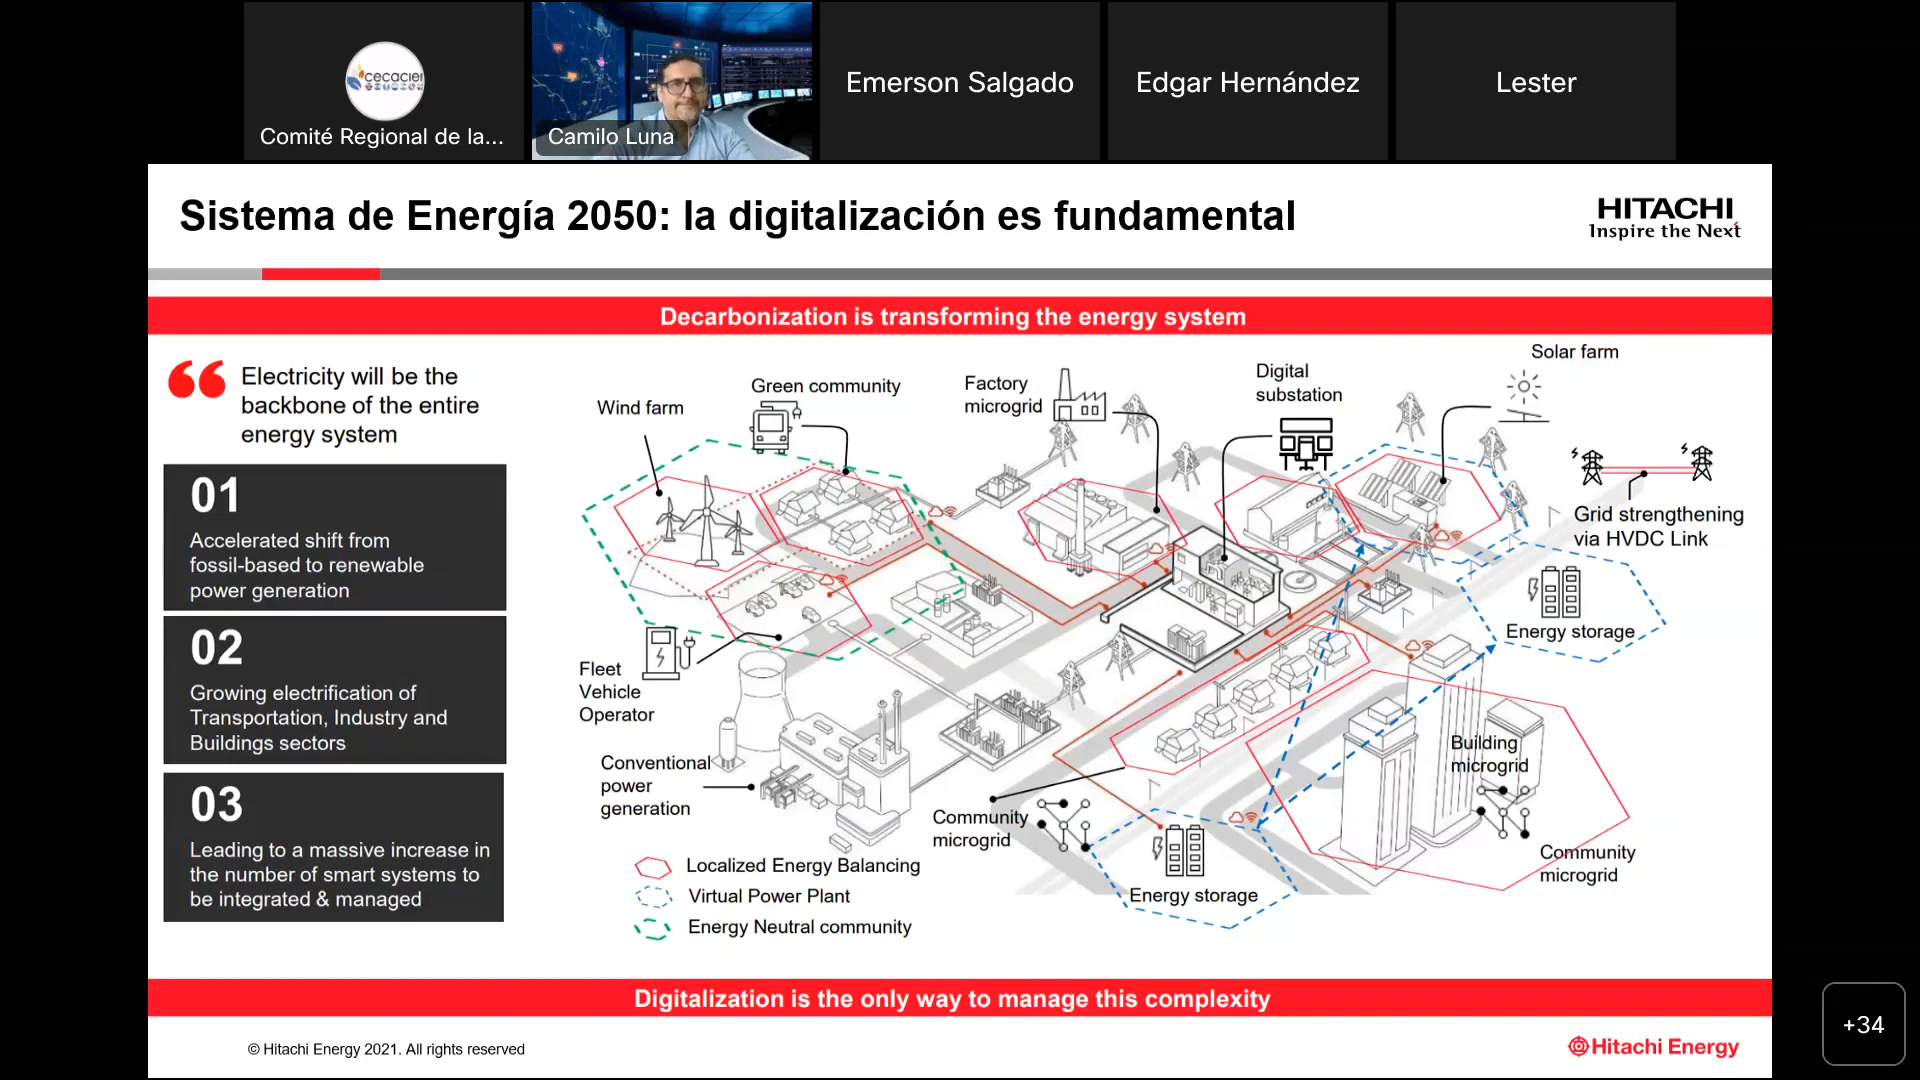 cecacier
Comité Regional de la...
Camilo Luna
Emerson Salgado
Edgar Hernández
Lester
Sistema de Energía 2050: la digitalización es fundamental
HITACHI
Inspire the Next
Decarbonization is transforming the energy system
Electricity will be the
backbone of the entire
energy system
01
Accelerated shift from
fossil-based to renewable
power generation
02
Growing electrification of
Transportation, Industry and
Buildings sectors
03
Leading to a massive increase in
the number of smart systems to
be integrated & managed
Wind farm
Green community
Factory
microgrid
Digital
substation
Solar farm
Grid strengthening
via HVDC Link
Energy storage
Fleet
Vehicle
Operator
Conventional
power
generation
Community
microgrid
Building
microgrid
Community
microgrid
Energy storage
Localized Energy Balancing
Virtual Power Plant
Energy Neutral community
Digitalization is the only way to manage this complexity
© Hitachi Energy 2021. All rights reserved
Hitachi Energy
+34